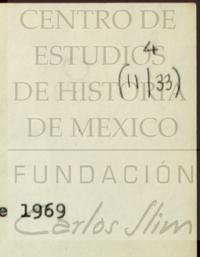 CENTRO DE
ESTUDIOS
4
DE HISTORIA
(11/33)
DE MEXICO
FUNDACIÓN
e 1969
Carlos Slim